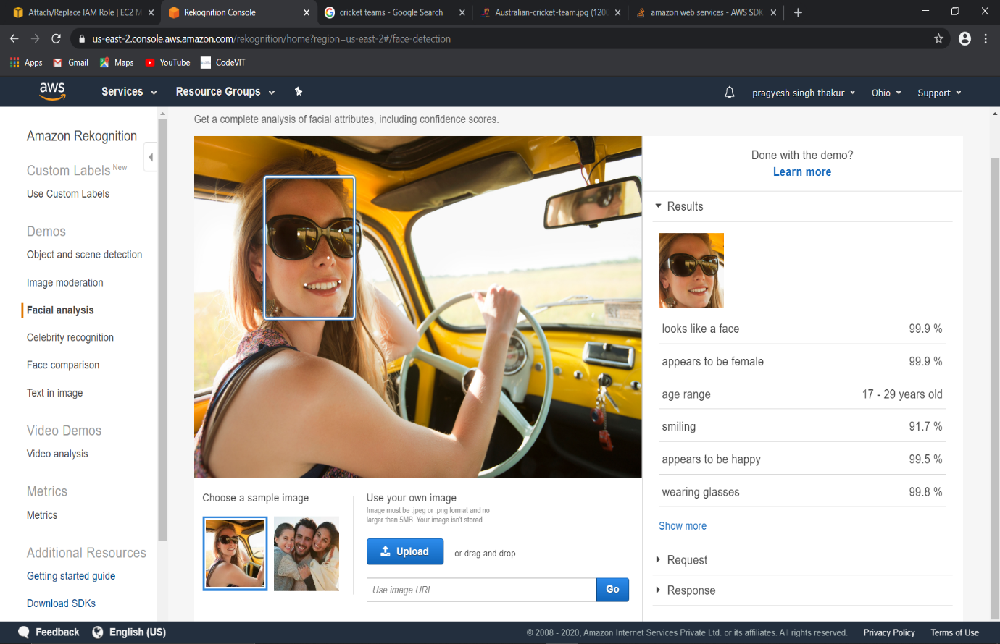 Attach/Replace IAM Role | EC2 M
Rekognition Console
cricket teams - Google Search
Australian-cricket-team.jpg (1200
amazon web services - AWS SDK
us-east-2.console.aws.amazon.com/rekognition/home?region=us-east-2#/face-detection
Apps
Gmail
Maps
YouTube
CodeVIT
aws
Services
Resource Groups
pragyesh singh thakur
Ohio
Support
Amazon Rekognition
Custom Labels New
Use Custom Labels
Demos
Object and scene detection
Image moderation
Facial analysis
Celebrity recognition
Face comparison
Text in image
Video Demos
Video analysis
Metrics
Metrics
Additional Resources
Getting started guide
Download SDKs
Get a complete analysis of facial attributes, including confidence scores.
Choose a sample image
Use your own image
Image must be .jpeg or .png format and no
larger than 5MB. Your image isn't stored.
Upload
or drag and drop
Use image URL
Go
Done with the demo?
Learn more
Results
looks like a face 99.9 %
appears to be female 99.9 %
age range 17 - 29 years old
smiling 91.7 %
appears to be happy 99.5 %
wearing glasses 99.8 %
Show more
Request
Response
Feedback
English (US)
© 2008 - 2020, Amazon Internet Services Private Ltd. or its affiliates. All rights reserved.
Privacy Policy
Terms of Use